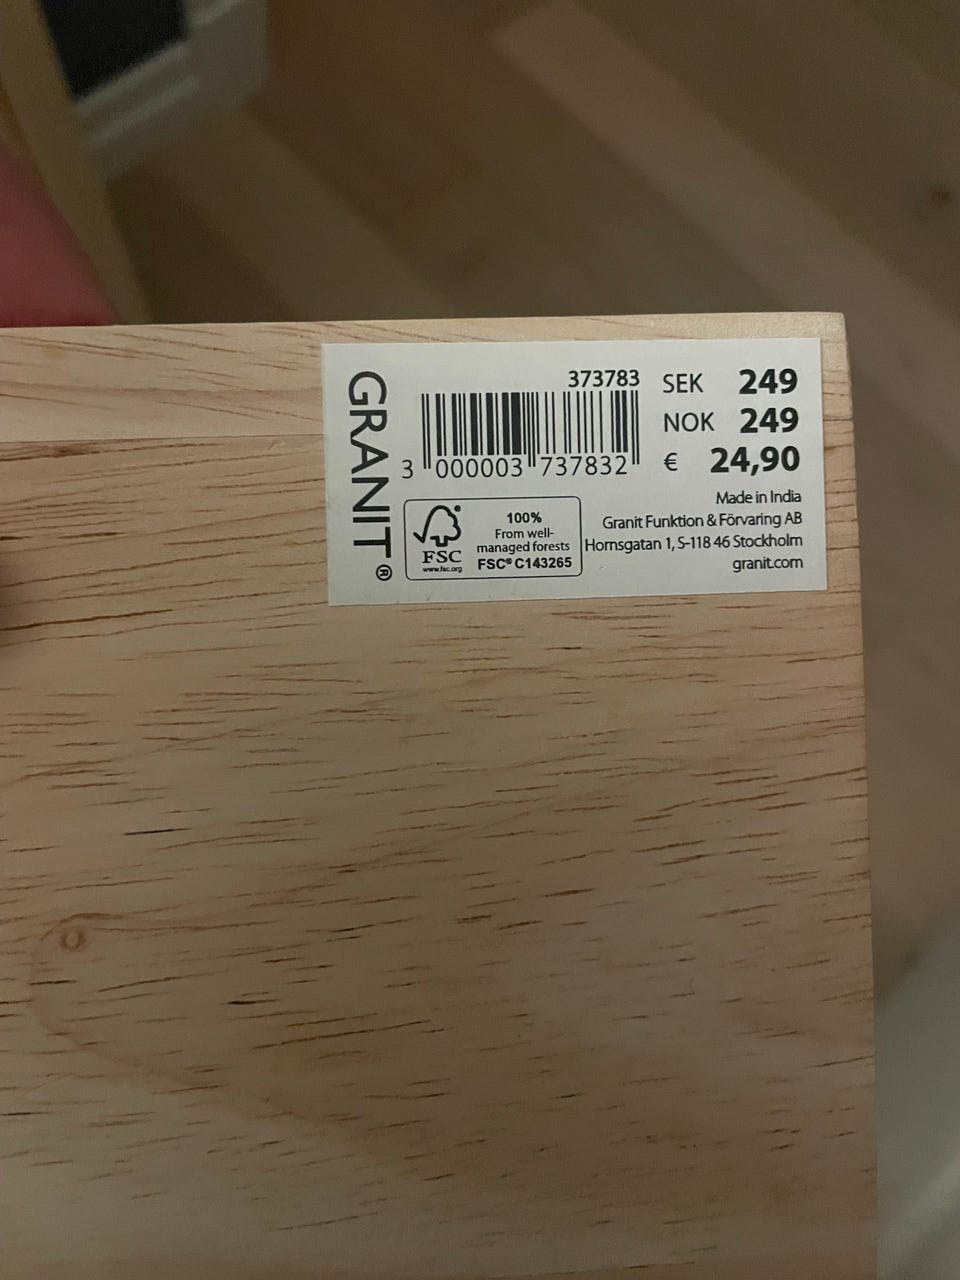 GRANIT®
373783
3 000003 737832
SEK 249
NOK 249
€ 24,90
FSC
www.fsc.org
100%
From well-
managed forests
FSC® C143265
Made in India
Granit Funktion & Förvaring AB
Hornsgatan 1, S-118 46 Stockholm
granit.com